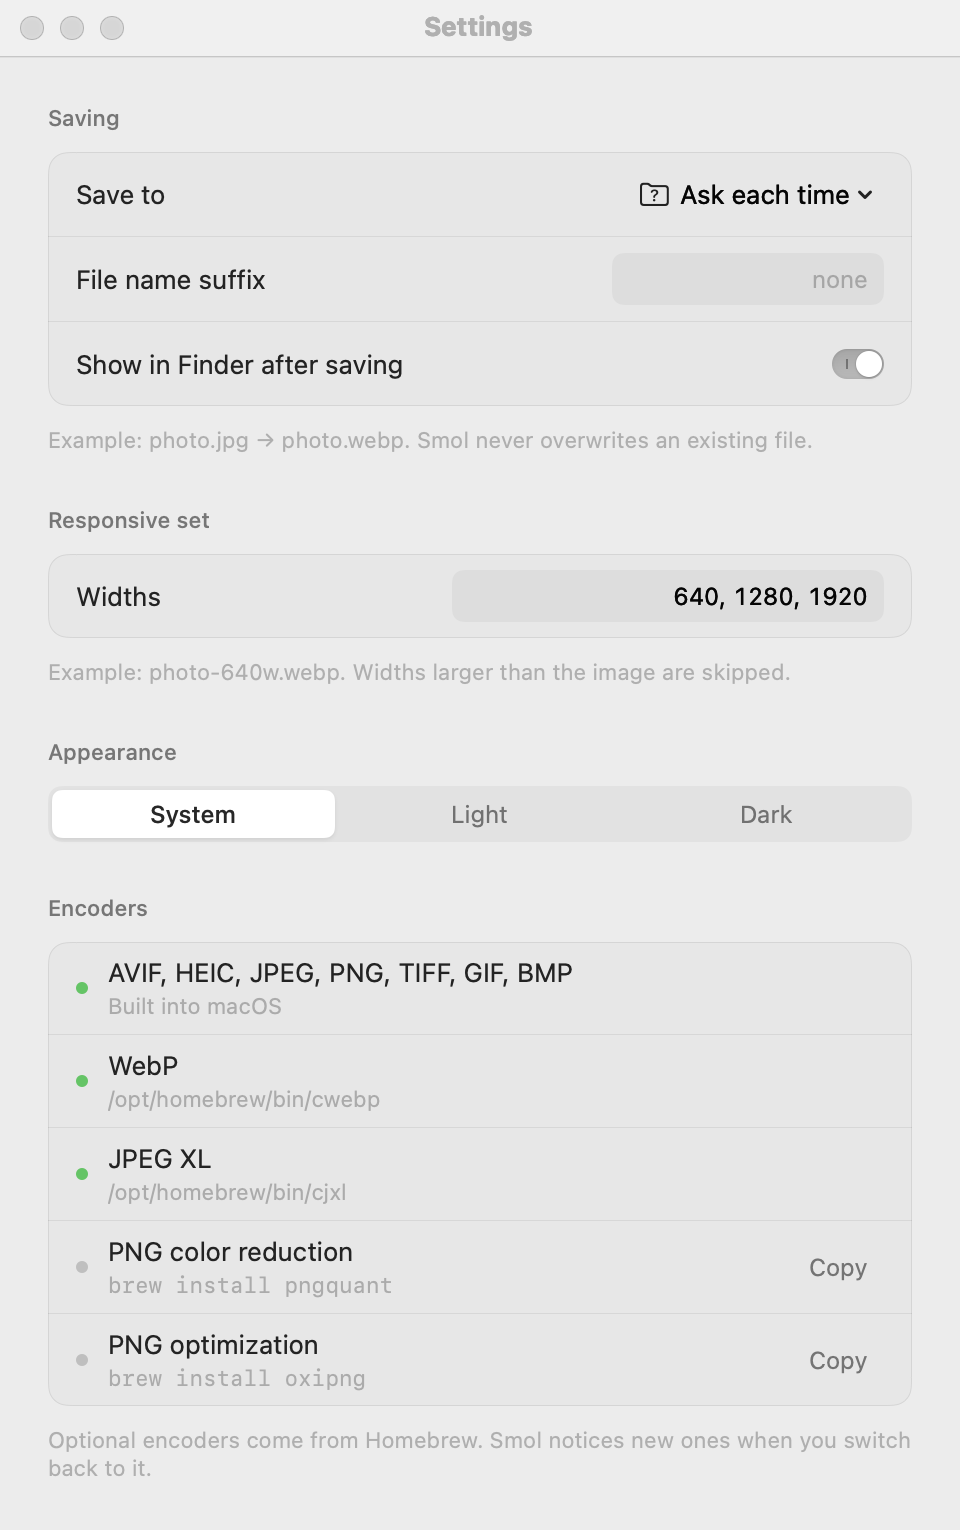 Settings
Saving
Save to
Ask each time
File name suffix
none
Show in Finder after saving
Example: photo.jpg → photo.webp. Smol never overwrites an existing file.
Responsive set
Widths
640, 1280, 1920
Example: photo-640w.webp. Widths larger than the image are skipped.
Appearance
System
Light
Dark
Encoders
AVIF, HEIC, JPEG, PNG, TIFF, GIF, BMP
Built into macOS
WebP
/opt/homebrew/bin/cwebp
JPEG XL
/opt/homebrew/bin/cjxl
PNG color reduction
brew install pngquant
Copy
PNG optimization
brew install oxipng
Copy
Optional encoders come from Homebrew. Smol notices new ones when you switch
back to it.